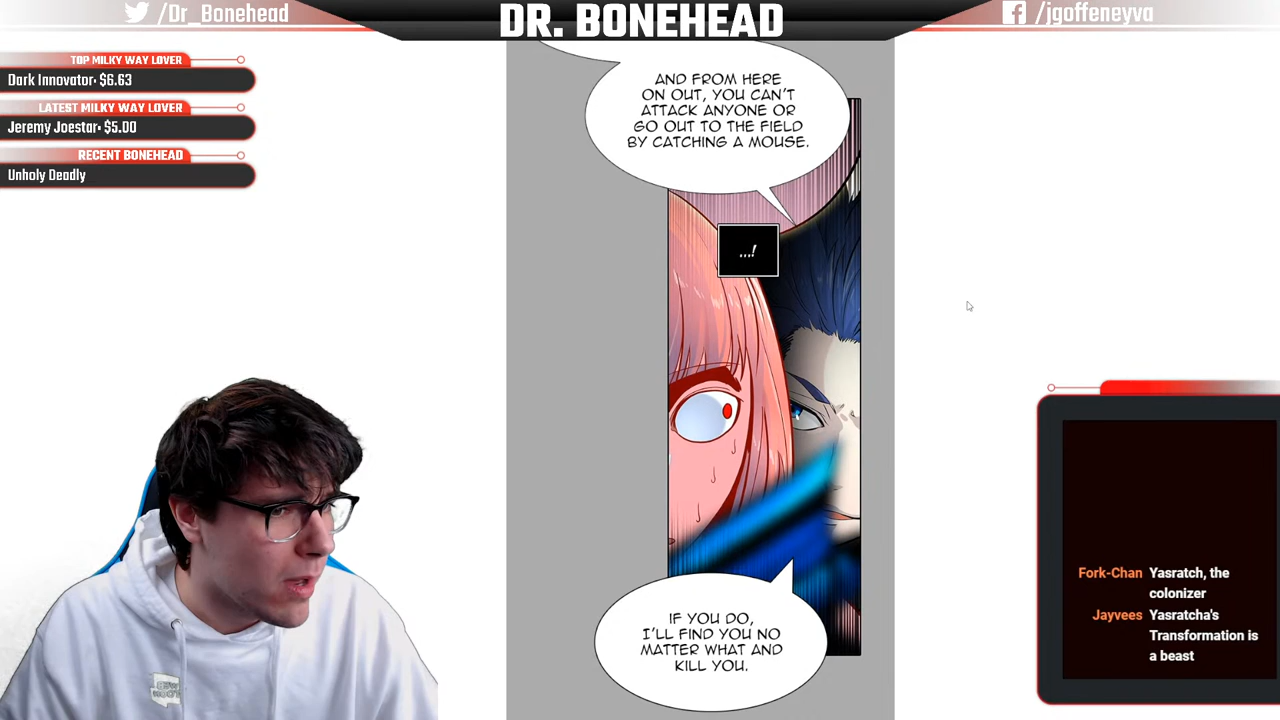 /Dr_Bonehead
DR. BONEHEAD
/jgoffeneyva
TOP MILKY WAY LOVER
Dark Innovator• $6.63
LATEST MILKY WAY LOVER
Jeremy Joestar• $5.00
RECENT BONEHEAD
Unholy Deadly
AND FROM HERE
ON OUT, YOU CAN'T
ATTACK ANYONE OR
GO OUT TO THE FIELD
BY CATCHING A MOUSE.
...!
IF YOU DO,
I'LL FIND YOU NO
MATTER WHAT AND
KILL YOU.
Fork-Chan Yasratch, the
colonizer
Jayvees Yasratcha's
Transformation is
a beast